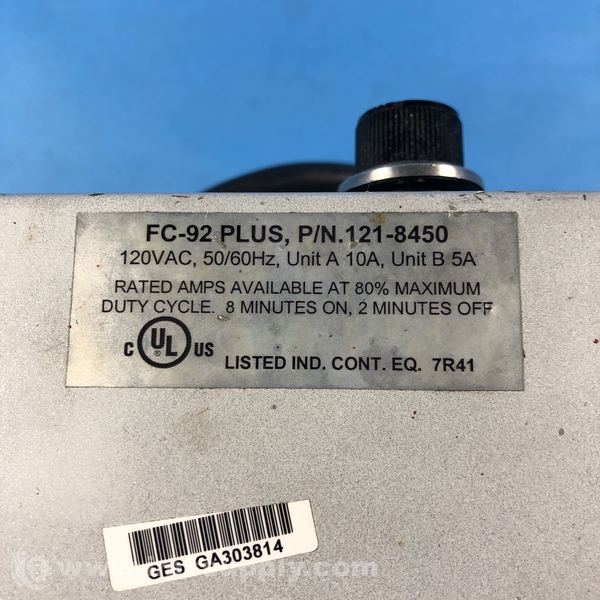 FC-92 PLUS, P/N.121-8450
120VAC, 50/60Hz, Unit A 10A, Unit B 5A
RATED AMPS AVAILABLE AT 80% MAXIMUM
DUTY CYCLE. 8 MINUTES ON, 2 MINUTES OFF
C UL US
LISTED IND. CONT. EQ. 7R41
GES GA303814